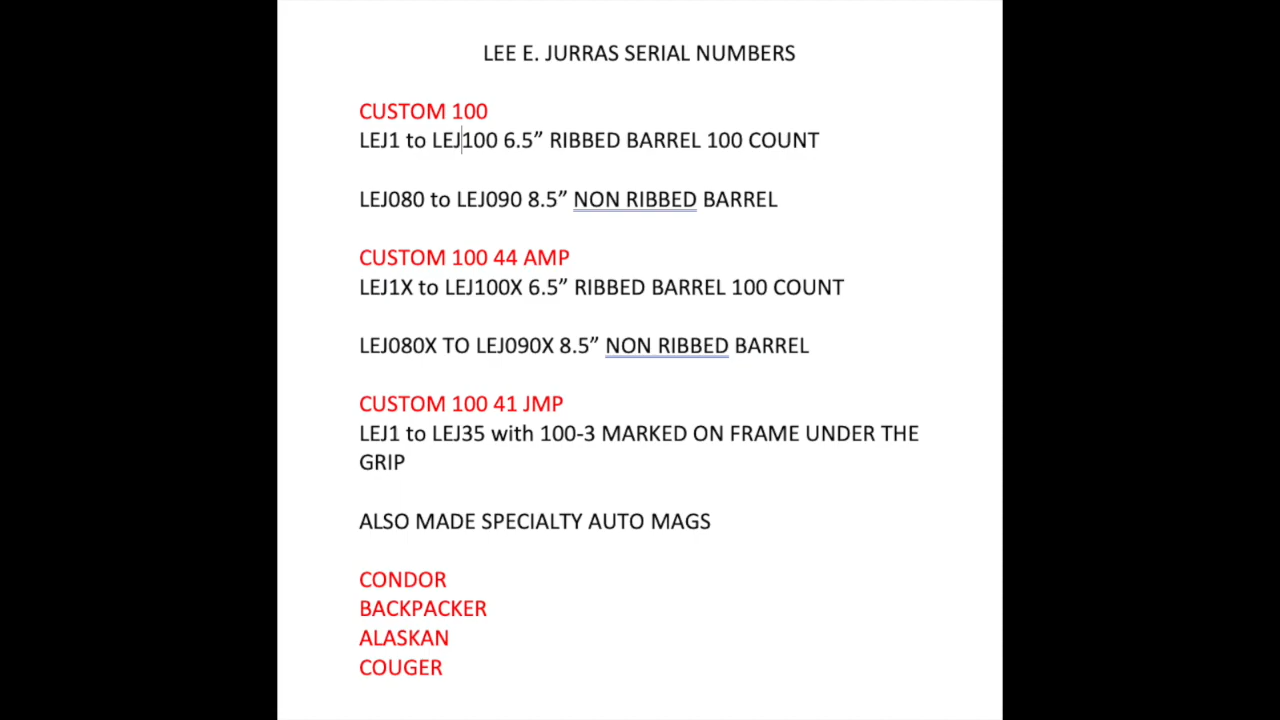 LEE E. JURRAS SERIAL NUMBERS
CUSTOM 100
LEJ1 to LEJ100 6.5” RIBBED BARREL 100 COUNT
LEJ080 to LEJ090 8.5” NON RIBBED BARREL
CUSTOM 100 44 AMP
LEJ1X to LEJ100X 6.5” RIBBED BARREL 100 COUNT
LEJ080X TO LEJ090X 8.5” NON RIBBED BARREL
CUSTOM 100 41 JMP
LEJ1 to LEJ35 with 100-3 MARKED ON FRAME UNDER THE
GRIP
ALSO MADE SPECIALTY AUTO MAGS
CONDOR
BACKPACKER
ALASKAN
COUGER